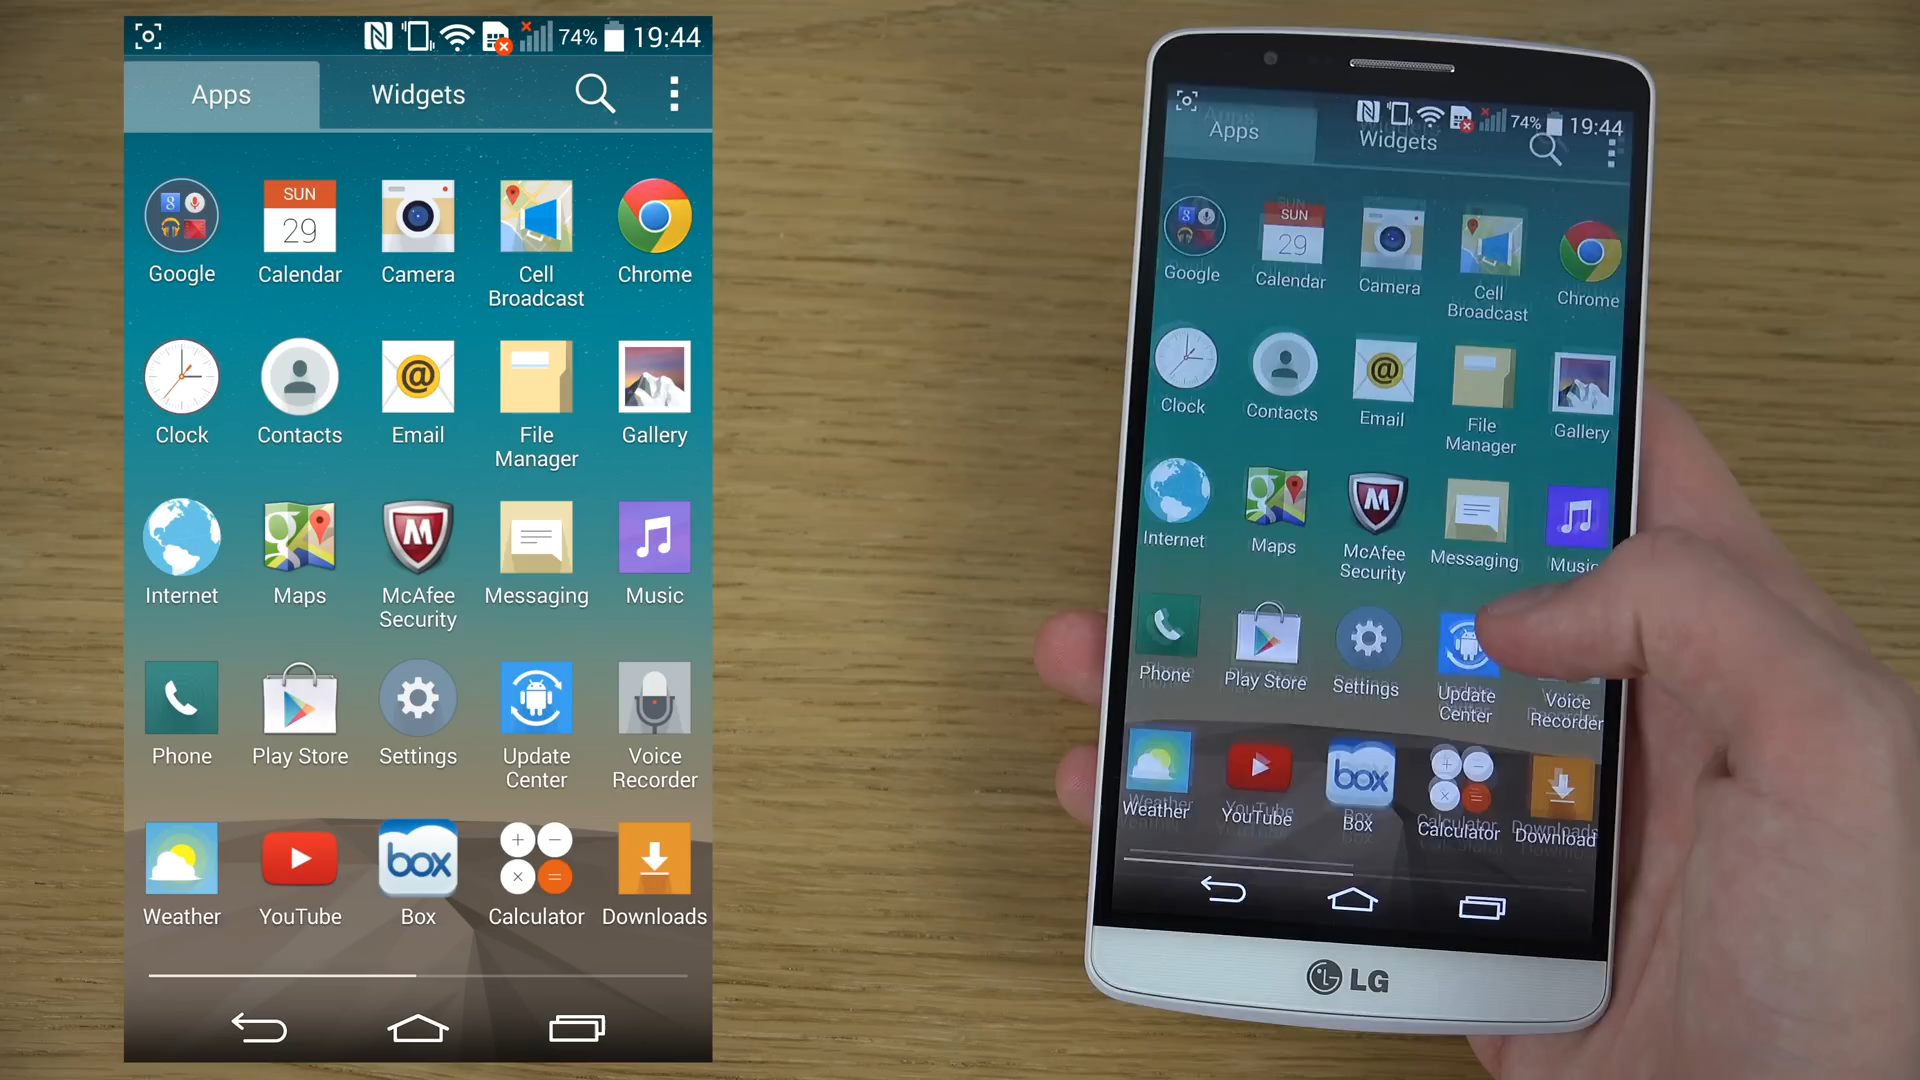 74% 19:44
Apps Widgets
SUN
29
Google Calendar Camera Cell Broadcast Chrome
@
Clock Contacts Email File Manager Gallery
g
M
Internet Maps McAfee Security Messaging Music
Phone Play Store Settings Update Center Voice Recorder
box
+ −
× =
Weather YouTube Box Calculator Downloads
74% 19:44
Apps Widgets
SUN
29
Google Calendar Camera Cell Broadcast Chrome
@
Clock Contacts Email File Manager Gallery
g
M
Internet Maps McAfee Security Messaging Music
Phone Play Store Settings Update Center Voice Recorder
box
+ −
× =
Weather YouTube Box Calculator Downloads
LG LG